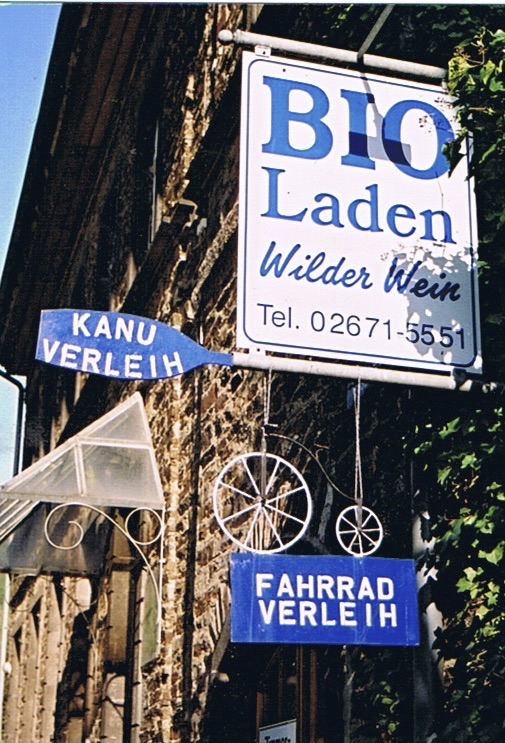 BIO
Laden
Wilder Wein
Tel. 02671-5551
KANU
VERLEIH
FAHRRAD
VERLEIH